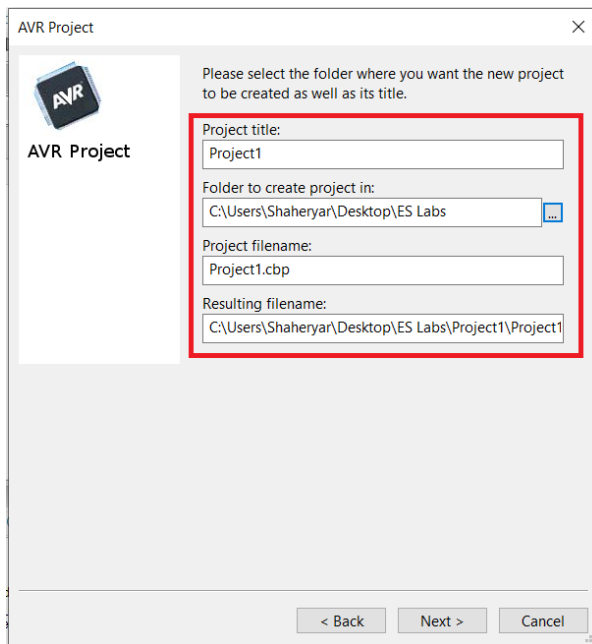 AVR Project
Please select the folder where you want the new project
to be created as well as its title.
AVR
AVR Project
Project title:
Project1
Folder to create project in:
C:\Users\Shaheryar\Desktop\ES Labs
...
Project filename:
Project1.cbp
Resulting filename:
C:\Users\Shaheryar\Desktop\ES Labs\Project1\Project1
< Back Next > Cancel